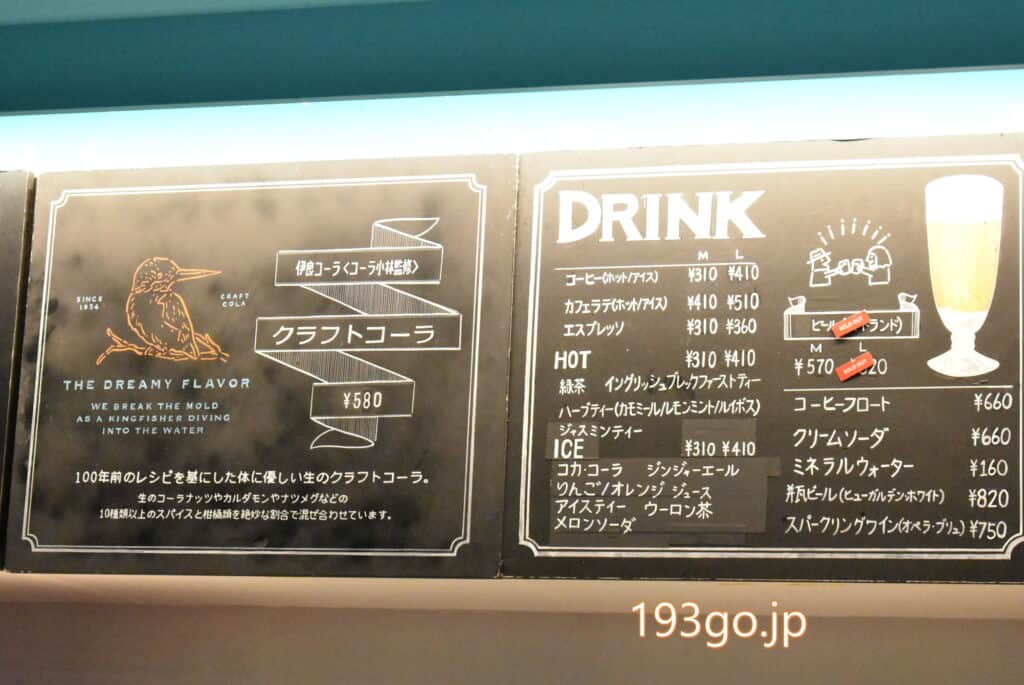 SINCE
1954
CRAFT
COLA
THE DREAMY FLAVOR
WE BREAK THE MOLD
AS A KINGFISHER DIVING
INTO THE WATER
伊良コーラ〈コーラ小林監修〉
クラフトコーラ
¥580
100年前のレシピを基にした体に優しい生のクラフトコーラ。
生のコーラナッツやカルダモンやナツメグなどの
10種類以上のスパイスと柑橘類を絶妙な割合で混ぜ合わせています。
DRINK
M L
コーヒー(ホット/アイス) ¥310 ¥410
カフェラテ(ホット/アイス) ¥410 ¥510
エスプレッソ ¥310 ¥360
HOT ¥310 ¥410
緑茶 イングリッシュブレックファーストティー
ハーブティー(カモミール/レモンミント/ルイボス)
ジャスミンティー
ICE ¥310 ¥410
コカ・コーラ ジンジャーエール
りんご/オレンジ ジュース
アイスティー ウーロン茶
メロンソーダ
SOLD OUT
M L
¥570
SOLD OUT
コーヒーフロート ¥660
クリームソーダ ¥660
ミネラルウォーター ¥160
瓶ビール(ヒューガルデン・ホワイト) ¥820
スパークリングワイン(オペラ・ブリュ) ¥750
193go.jp